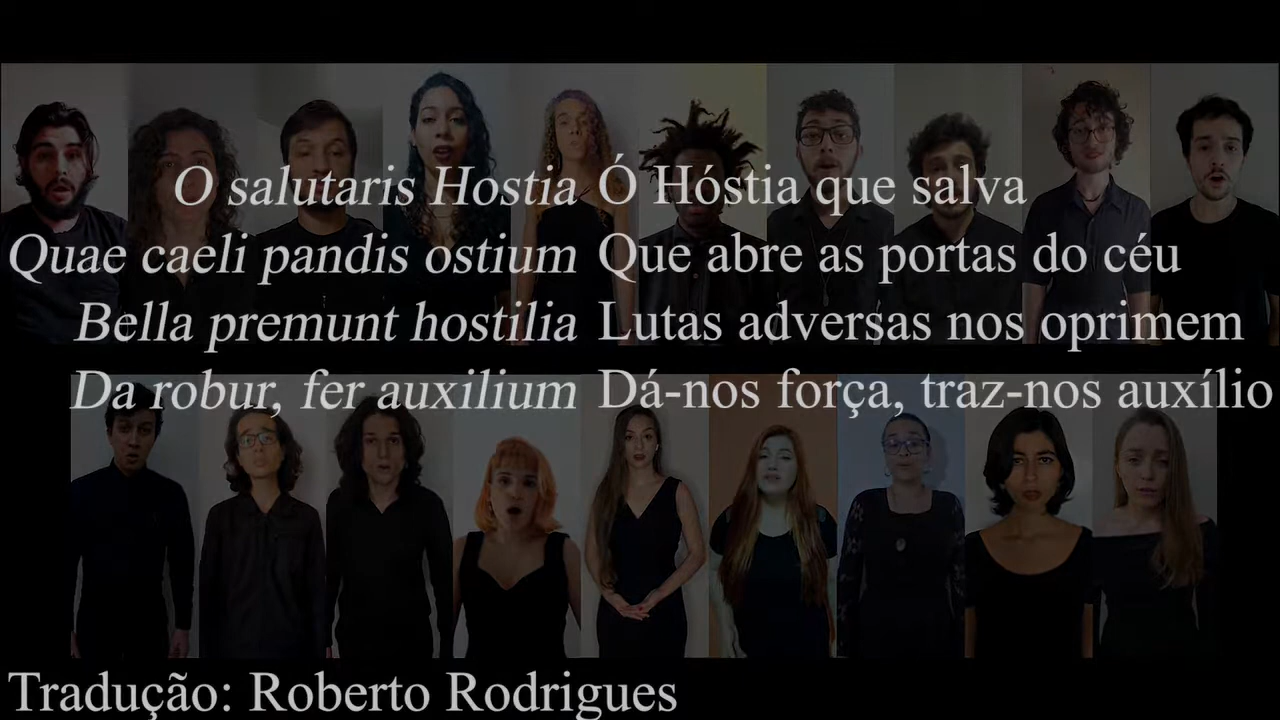 O salutaris Hostia Ó Hóstia que salva
Quae caeli pandis ostium Que abre as portas do céu
Bella premunt hostilia Lutas adversas nos oprimem
Da robur, fer auxilium Dá-nos força, traz-nos auxílio
Tradução: Roberto Rodrigues